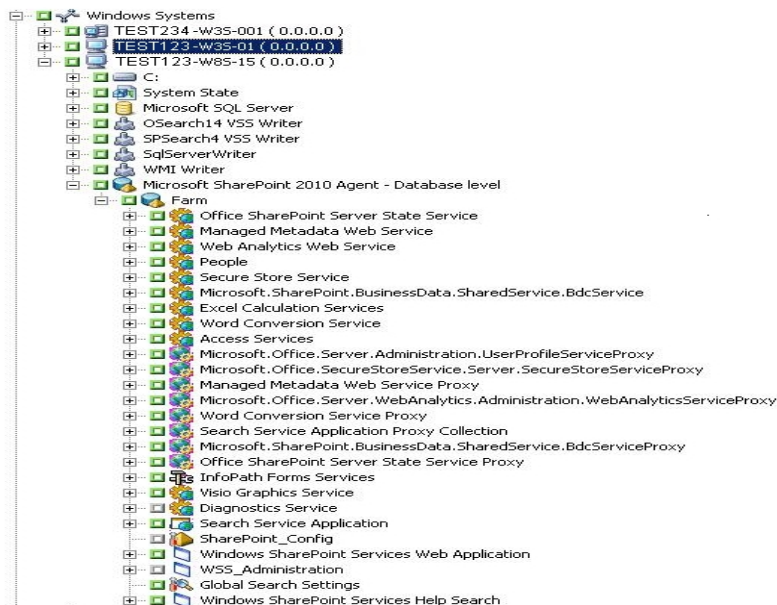 Windows Systems
TEST234-W3S-001 ( 0.0.0.0 )
TEST123-W3S-01 ( 0.0.0.0 )
TEST123-W8S-15 ( 0.0.0.0 )
C:
System State
Microsoft SQL Server
OSearch14 VSS Writer
SPSearch4 VSS Writer
SqlServerWriter
WMI Writer
Microsoft SharePoint 2010 Agent - Database level
Farm
Office SharePoint Server State Service
Managed Metadata Web Service
Web Analytics Web Service
People
Secure Store Service
Microsoft.SharePoint.BusinessData.SharedService.BdcService
Excel Calculation Services
Word Conversion Service
Access Services
Microsoft.Office.Server.Administration.UserProfileServiceProxy
Microsoft.Office.SecureStoreService.Server.SecureStoreServiceProxy
Managed Metadata Web Service Proxy
Microsoft.Office.Server.WebAnalytics.Administration.WebAnalyticsServiceProxy
Word Conversion Service Proxy
Search Service Application Proxy Collection
Microsoft.SharePoint.BusinessData.SharedService.BdcServiceProxy
Office SharePoint Server State Service Proxy
InfoPath Forms Services
Visio Graphics Service
Diagnostics Service
Search Service Application
SharePoint_Config
Windows SharePoint Services Web Application
WSS_Administration
Global Search Settings
Windows SharePoint Services Help Search